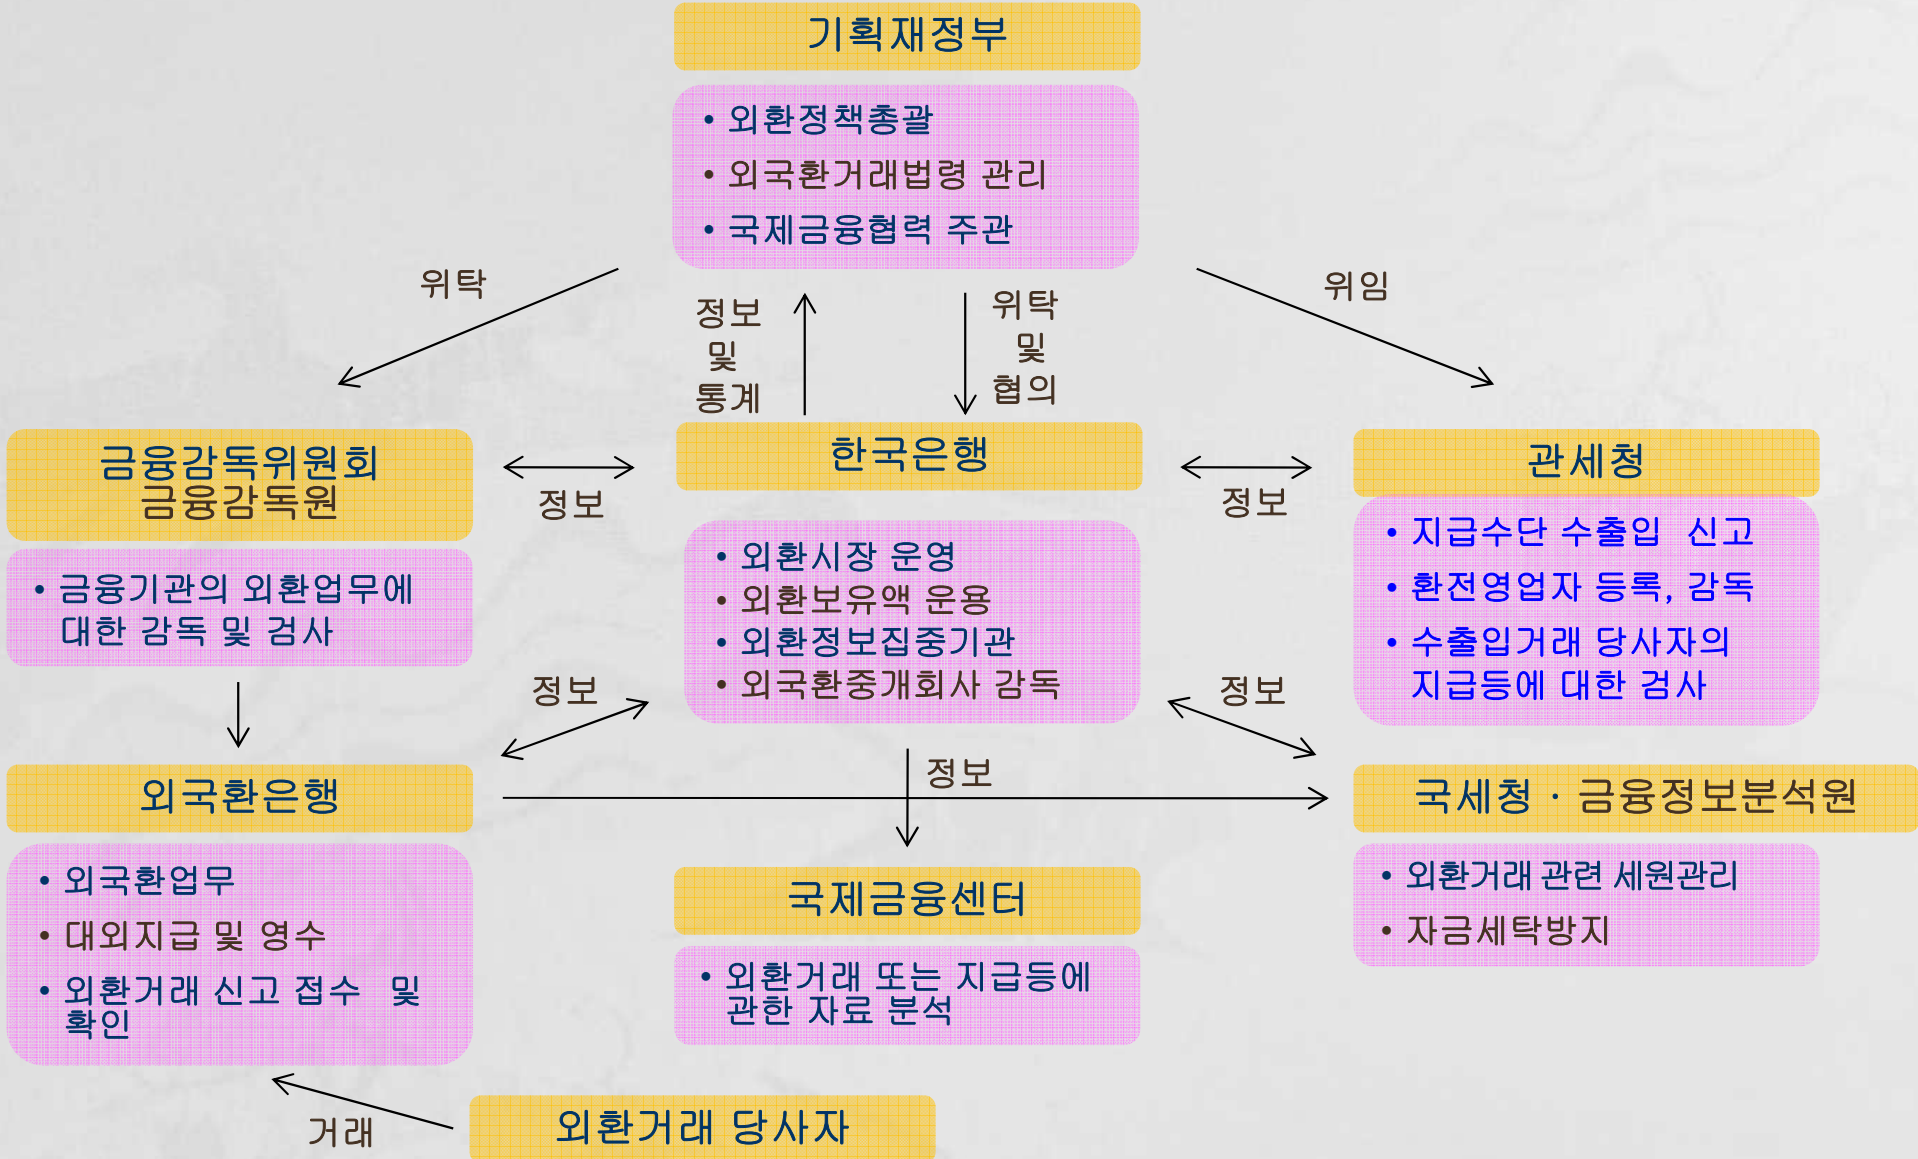 기획재정부
• 외환정책총괄
• 외국환거래법령 관리
• 국제금융협력 주관
위탁
정보
및
통계
위탁
및
협의
위임
금융감독위원회
금융감독원
• 금융기관의 외환업무에
대한 감독 및 검사
정보
한국은행
• 외환시장 운영
• 외환보유액 운용
• 외환정보집중기관
• 외국환중개회사 감독
정보
관세청
• 지급수단 수출입 신고
• 환전영업자 등록, 감독
• 수출입거래 당사자의
지급등에 대한 검사
정보
정보
정보
외국환은행
• 외국환업무
• 대외지급 및 영수
• 외환거래 신고 접수 및
확인
국제금융센터
• 외환거래 또는 지급등에
관한 자료 분석
국세청 · 금융정보분석원
• 외환거래 관련 세원관리
• 자금세탁방지
거래
외환거래 당사자